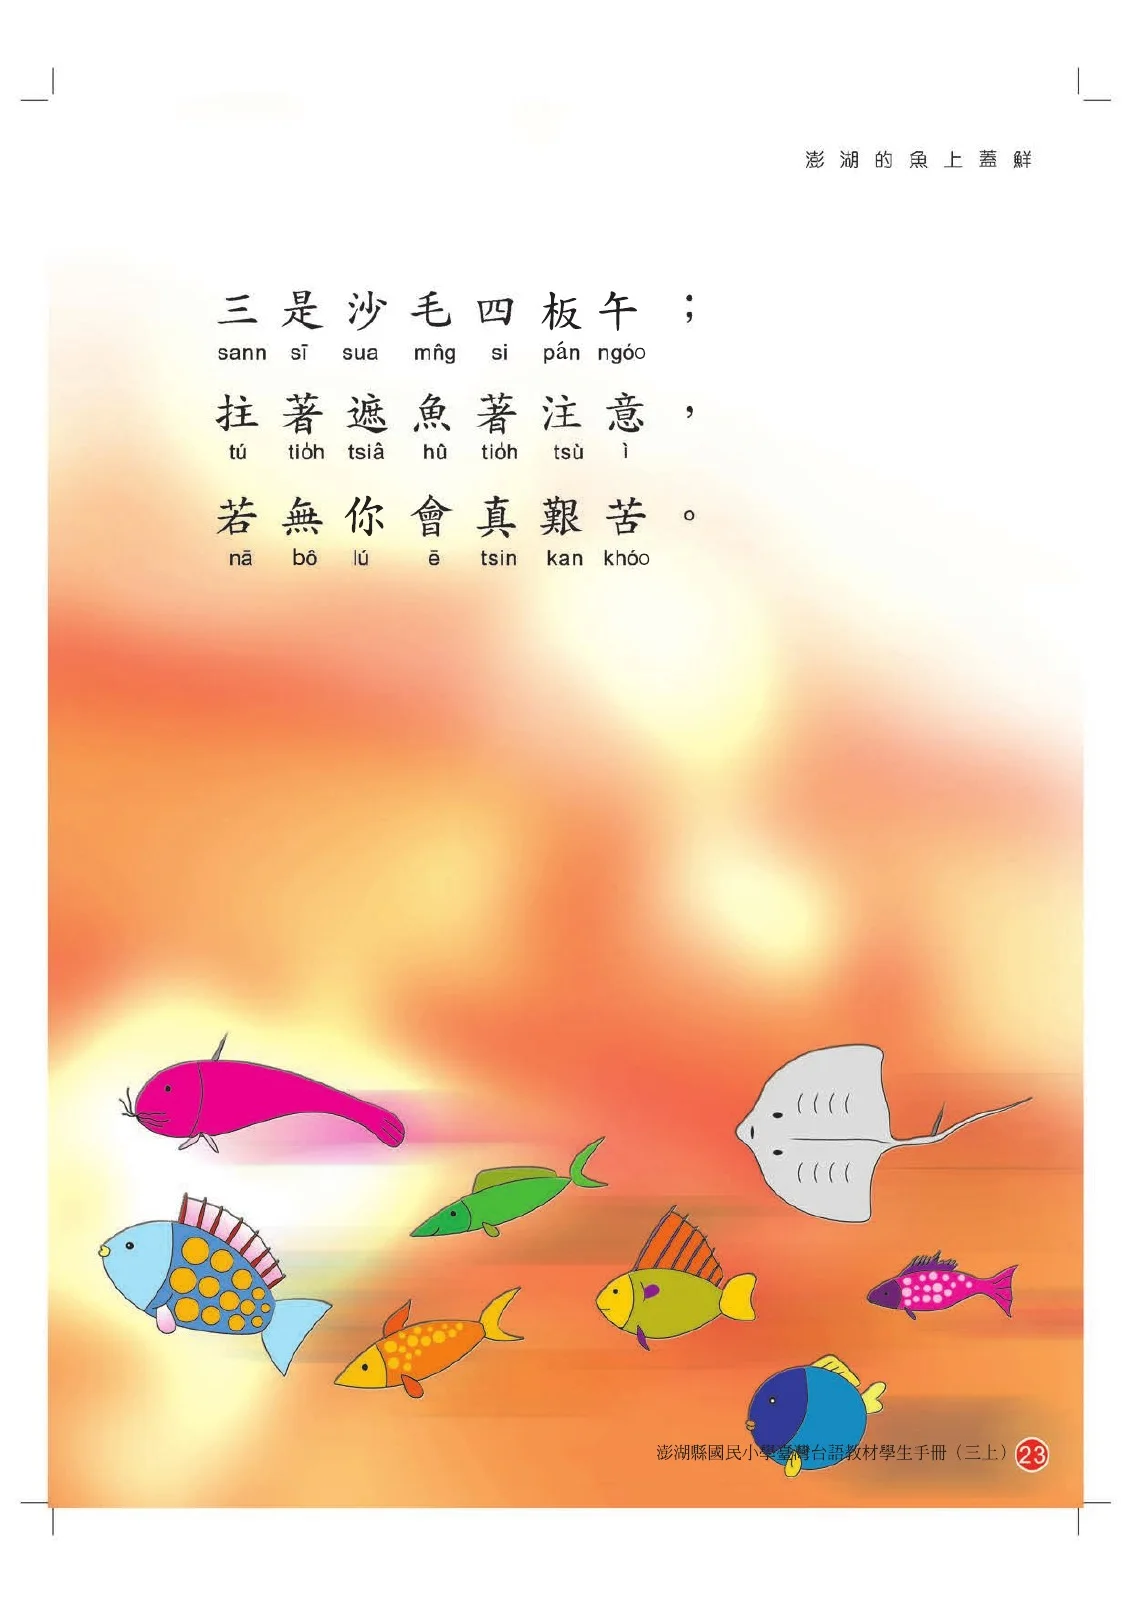 澎湖的魚上蓋鮮
三是沙毛四板午；
sann sī sua mn̂g si pán ngóo
拄著遮魚著注意，
tú tio̍h tsiâ hû tio̍h tsù ì
若無你會真艱苦。
nā bô lú ē tsin kan khóo
澎湖縣國民小學臺灣台語教材學生手冊（三上）23